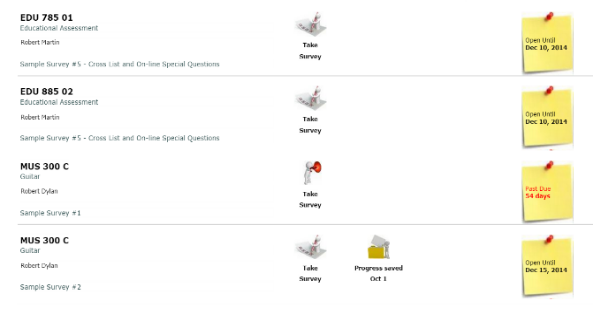 EDU 785 01
Educational Assessment
Robert Martin
Sample Survey #5 - Cross List and On-line Special Questions
Take
Survey
Open Until
Dec 10, 2014
EDU 885 02
Educational Assessment
Robert Martin
Sample Survey #5 - Cross List and On-line Special Questions
Take
Survey
Open Until
Dec 10, 2014
MUS 300 C
Guitar
Robert Dylan
Sample Survey #1
Take
Survey
Past Due
54 days
MUS 300 C
Guitar
Robert Dylan
Sample Survey #2
Take
Survey
Progress saved
Oct 1
Open Until
Dec 15, 2014